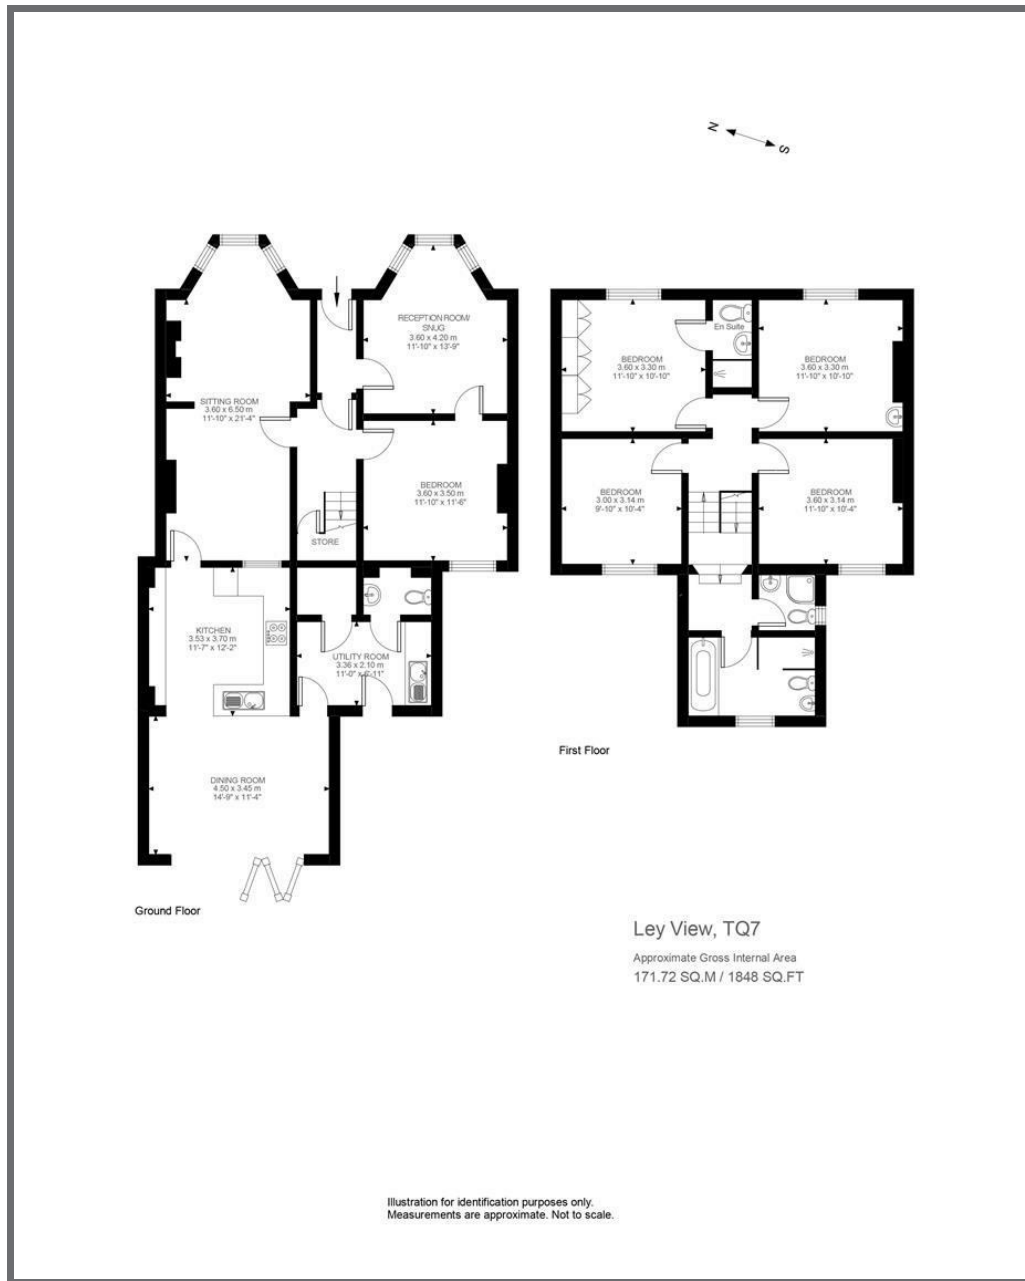 N
S
RECEPTION ROOM/
SNUG
3.60 x 4.20 m
11'-10" x 13'-9"
SITTING ROOM
3.60 x 6.50 m
11'-10" x 21'-4"
BEDROOM
3.60 x 3.50 m
11'-10" x 11'-6"
STORE
KITCHEN
3.53 x 3.70 m
11'-7" x 12'-2"
UTILITY ROOM
3.36 x 2.10 m
11'-0" x 6'-11"
DINING ROOM
4.50 x 3.45 m
14'-9" x 11'-4"
Ground Floor
En Suite
BEDROOM
3.60 x 3.30 m
11'-10" x 10'-10"
BEDROOM
3.60 x 3.30 m
11'-10" x 10'-10"
BEDROOM
3.00 x 3.14 m
9'-10" x 10'-4"
BEDROOM
3.60 x 3.14 m
11'-10" x 10'-4"
First Floor
Ley View, TQ7
Approximate Gross Internal Area
171.72 SQ.M / 1848 SQ.FT
Illustration for identification purposes only.
Measurements are approximate. Not to scale.